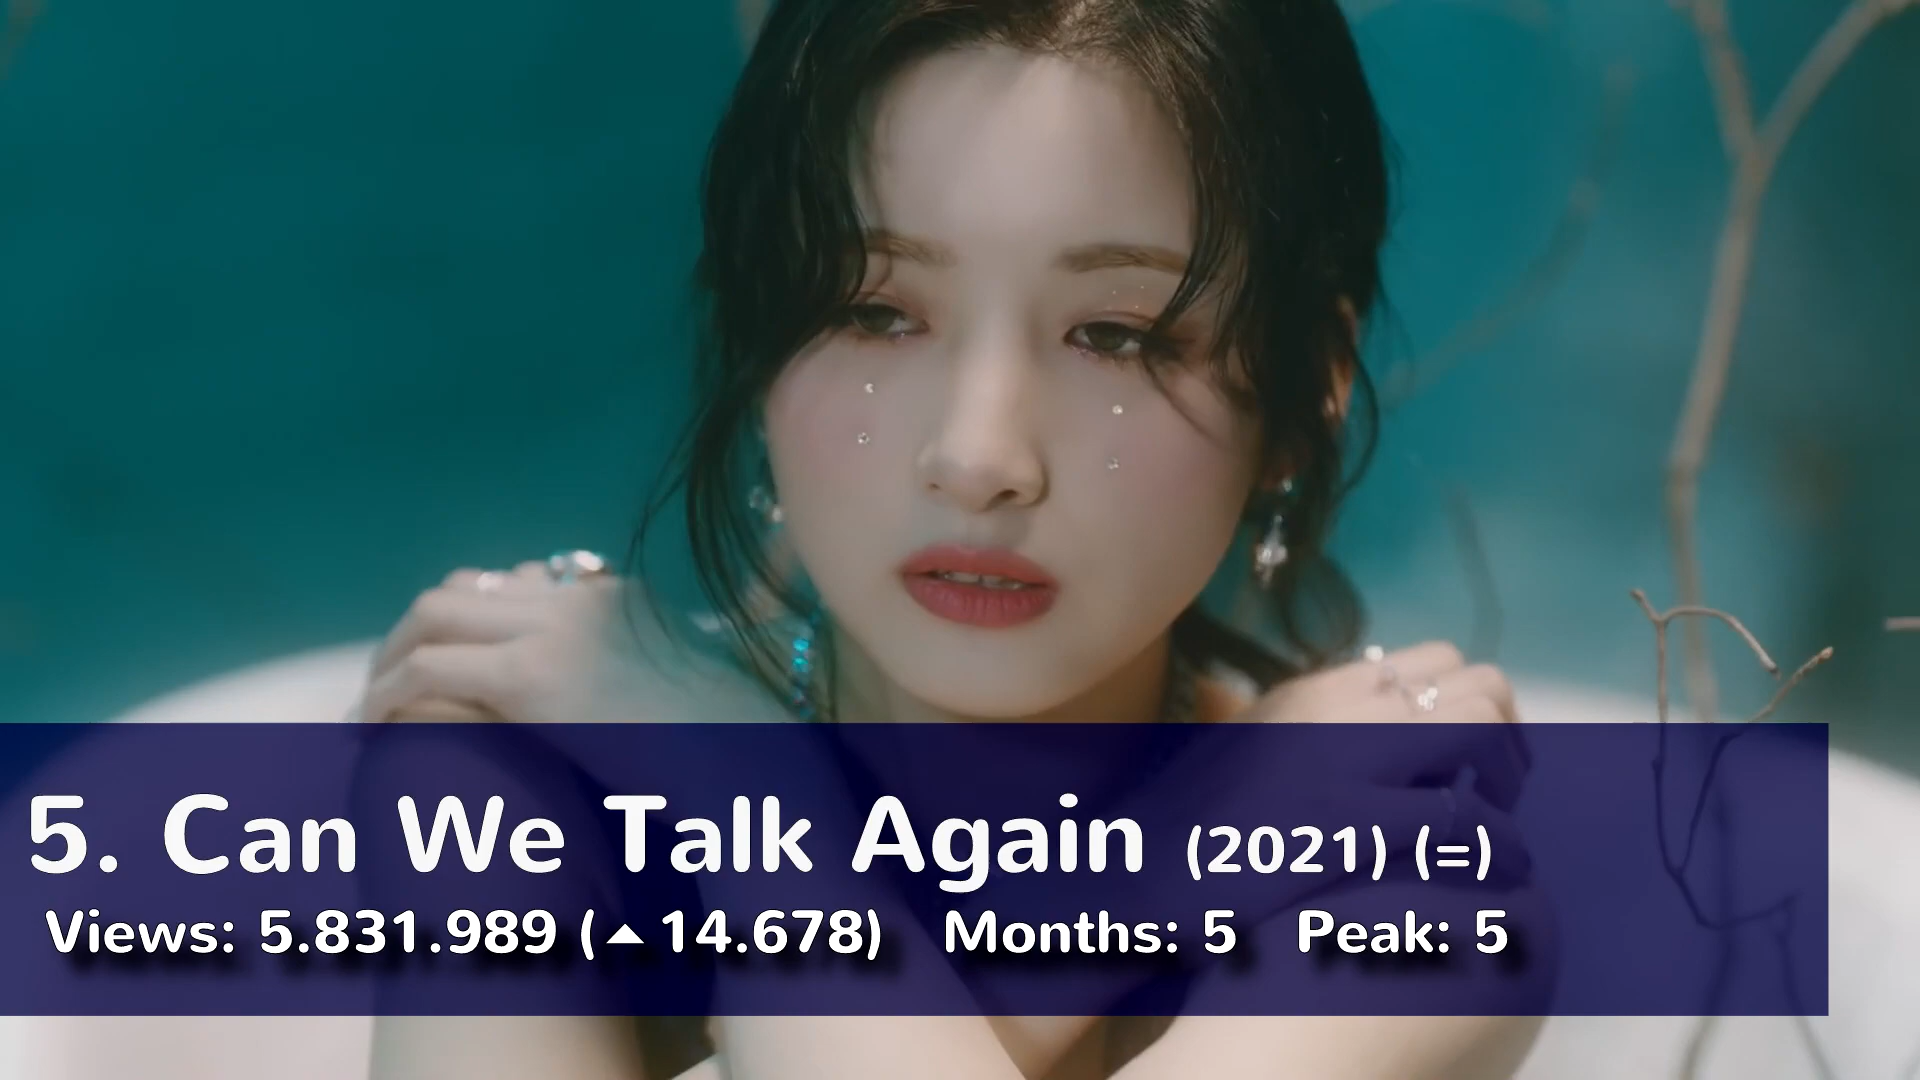 5. Can We Talk Again (2021) (=)
Views: 5.831.989 (▲14.678) Months: 5 Peak: 5